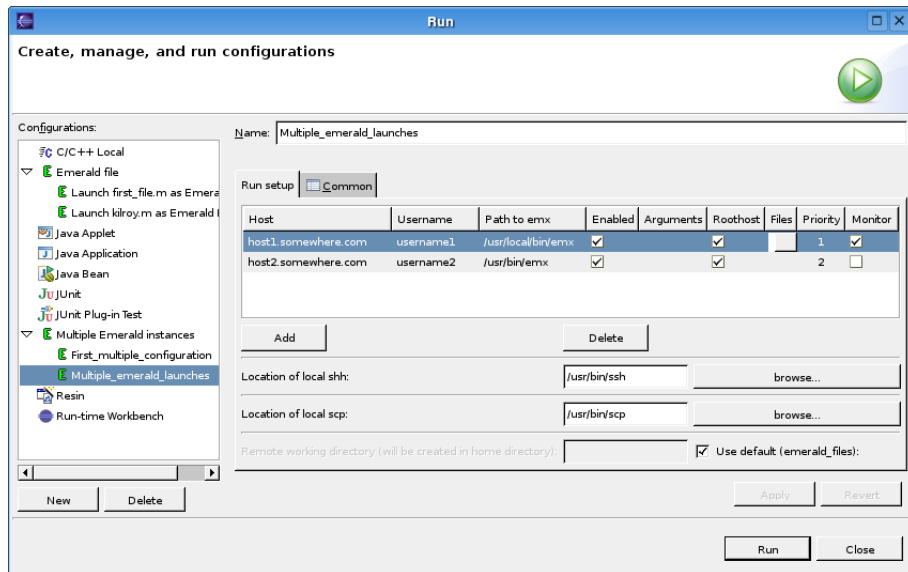 Run
Create, manage, and run configurations
Configurations:
C/C++ Local
Emerald file
Launch first_file.m as Emera
Launch kilroy.m as Emerald
Java Applet
Java Application
Java Bean
JUnit
JUnit Plug-in Test
Multiple Emerald instances
First_multiple_configuration
Multiple_emerald_launches
Resin
Run-time Workbench
New Delete
Name: Multiple_emerald_launches
Run setup Common
Host Username Path to emx Enabled Arguments Roothost Files Priority Monitor
host1.somewhere.com username1 /usr/local/bin/emx 1
host2.somewhere.com username2 /usr/bin/emx 2
Add Delete
Location of local shh: /usr/bin/ssh browse...
Location of local scp: /usr/bin/scp browse...
Remote working directory (will be created in home directory): Use default (emerald_files):
Apply Revert
Run Close